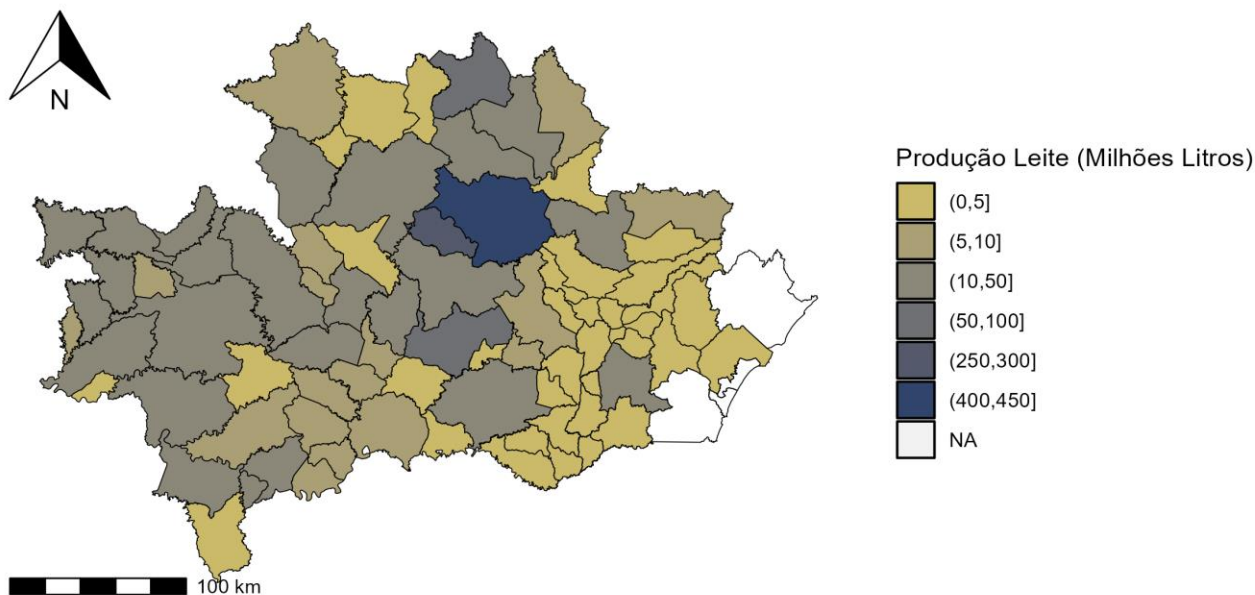 N
Produção Leite (Milhões Litros)
(0,5]
(5,10]
(10,50]
(50,100]
(250,300]
(400,450]
NA
100 km